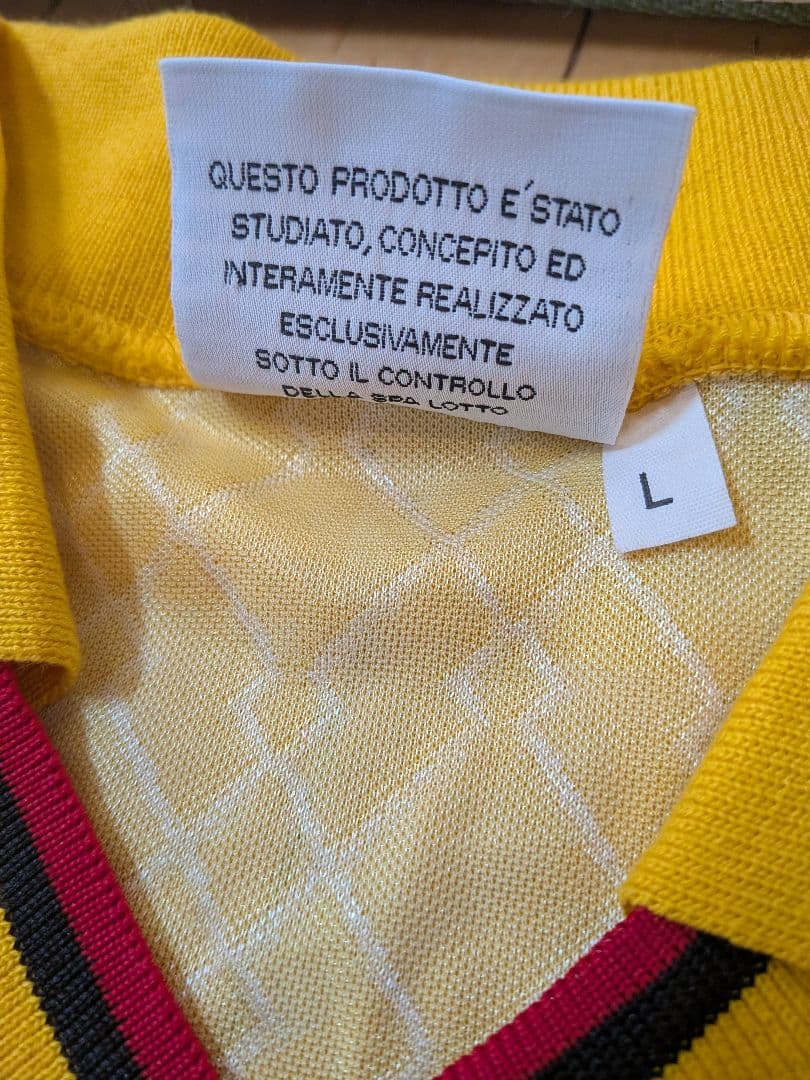 QUESTO PRODOTTO E´STATO
STUDIATO, CONCEPITO ED
INTERAMENTE REALIZZATO
ESCLUSIVAMENTE
SOTTO IL CONTROLLO
DELLA SPA LOTTO
L